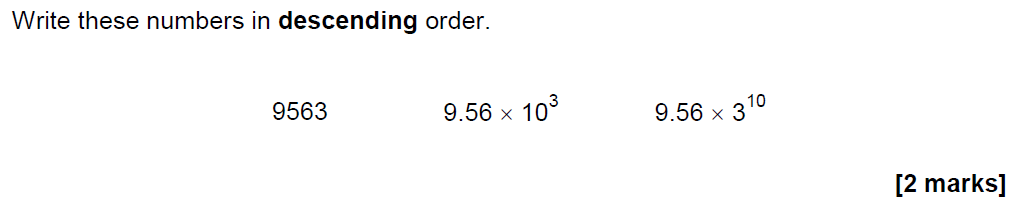 Write these numbers in descending order.
9563 9.56 × 10³ 9.56 × 3¹⁰
[2 marks]